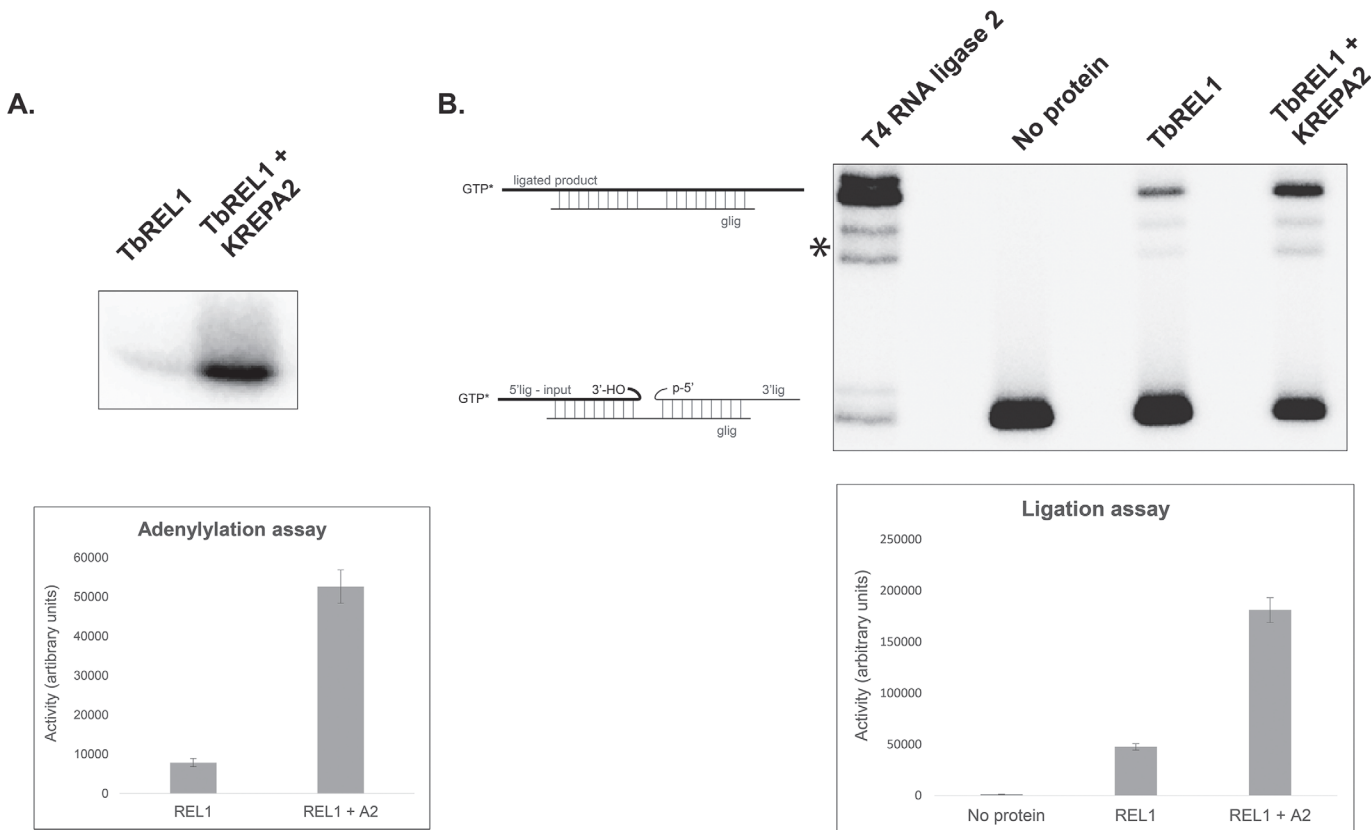 A.
TbREL1
TbREL1 +
KREPA2
Adenylylation assay
Activity (artibrary units)
60000
50000
40000
30000
20000
10000
0
REL1
REL1 + A2
B.
T4 RNA ligase 2
No protein
TbREL1
TbREL1 +
KREPA2
GTP*
ligated product
glig
*
GTP*
5'lig - input
3'-HO
p-5'
3'lig
glig
Ligation assay
Activity (arbitrary units)
250000
200000
150000
100000
50000
0
No protein
REL1
REL1 + A2